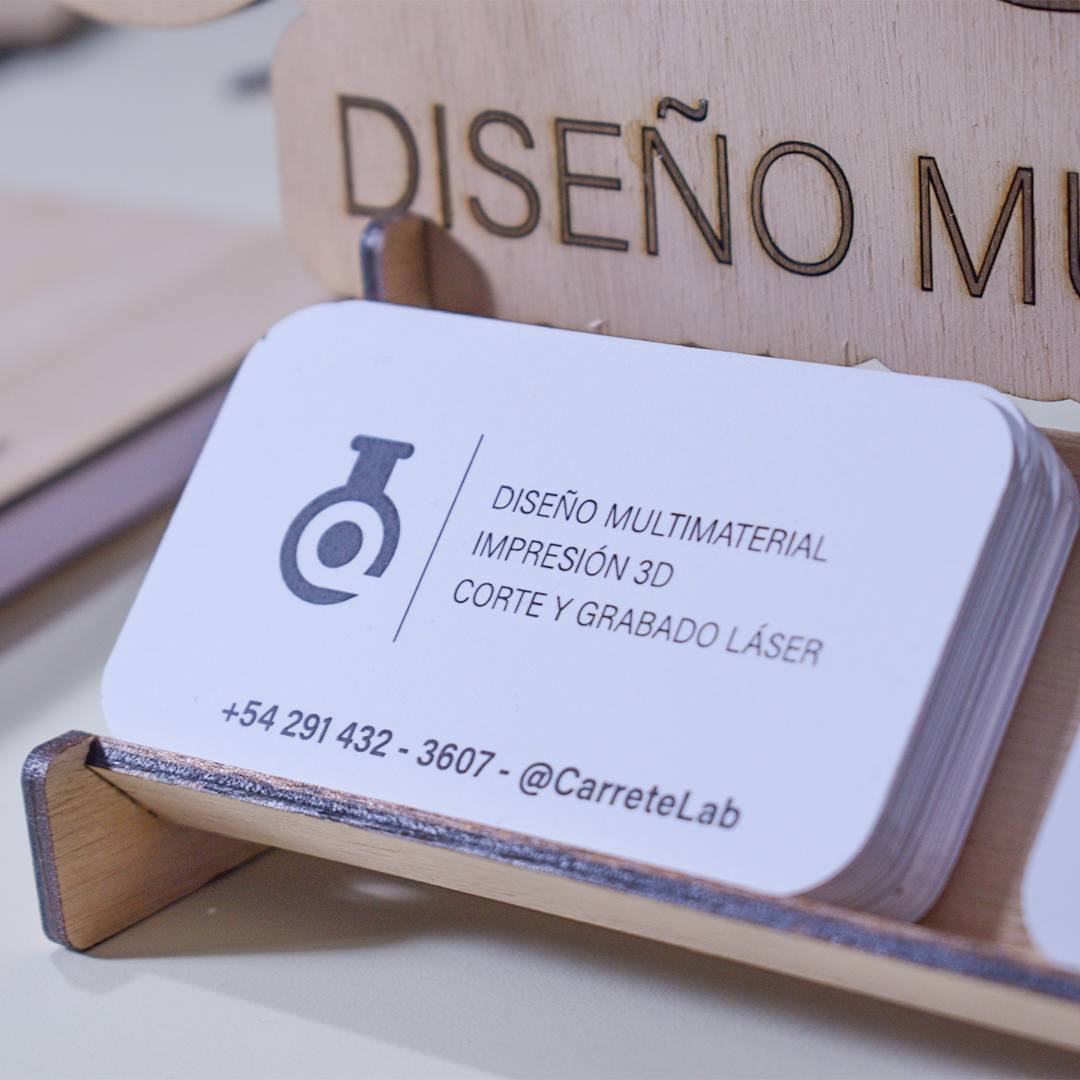 DISEÑO MU
DISEÑO MULTIMATERIAL
IMPRESIÓN 3D
CORTE Y GRABADO LÁSER
+54 291 432 - 3607 - @CarreteLab